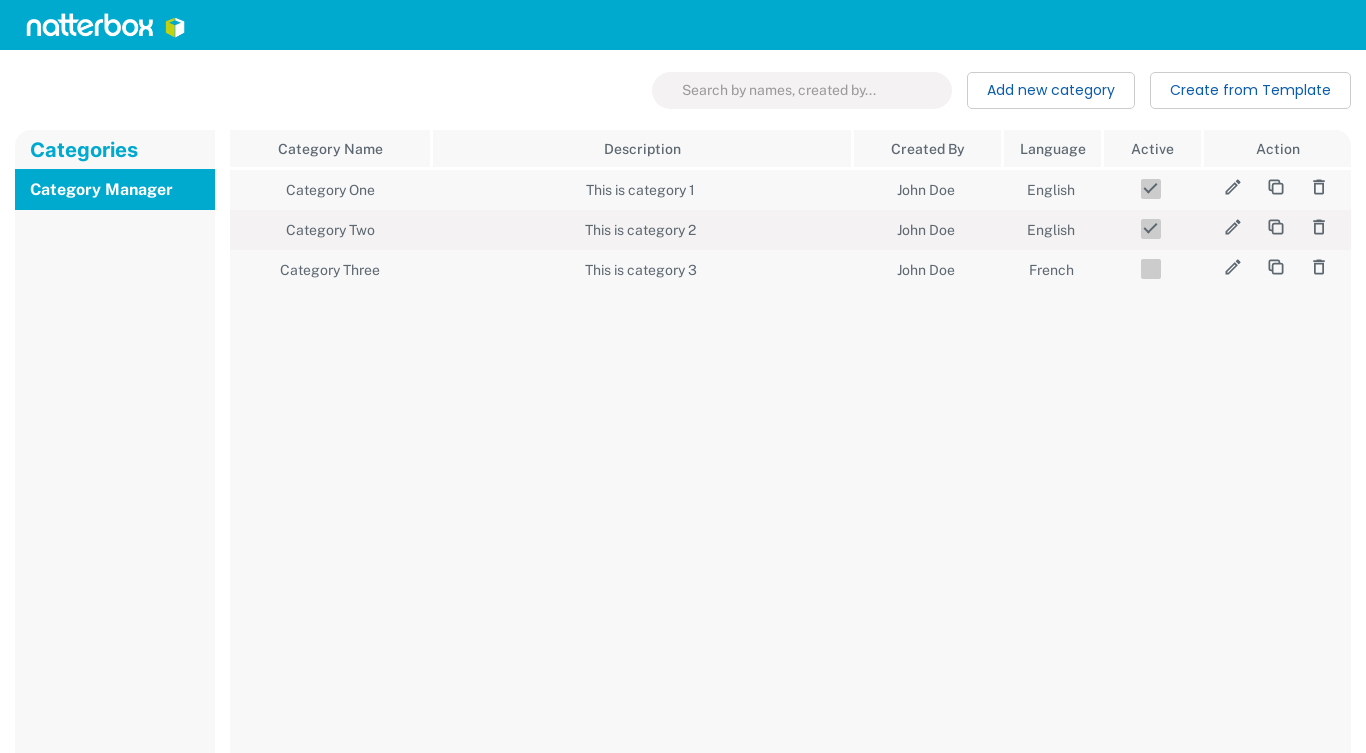 natterbox
Search by names, created by...
Add new category
Create from Template
Categories
Category Manager
Category Name Description Created By Language Active Action
Category One This is category 1 John Doe English
Category Two This is category 2 John Doe English
Category Three This is category 3 John Doe French